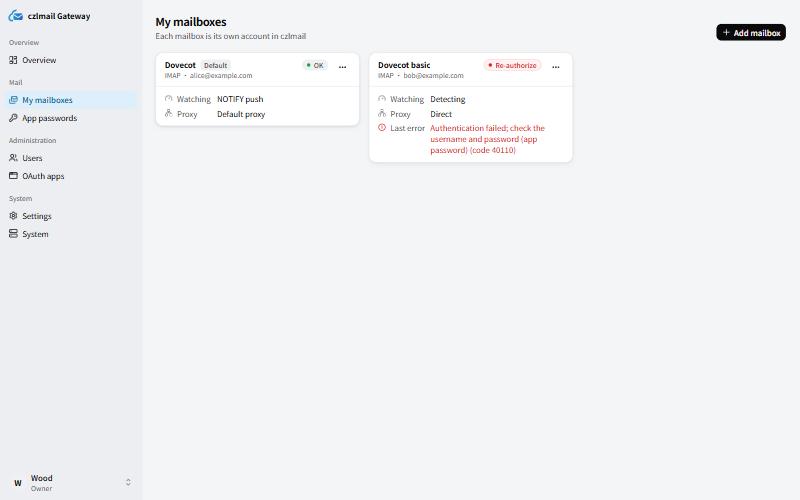 czlmail Gateway
Overview
Overview
Mail
My mailboxes
App passwords
Administration
Users
OAuth apps
System
Settings
System
W
Wood
Owner
My mailboxes
Each mailbox is its own account in czlmail
+ Add mailbox
Dovecot Default OK ...
IMAP • alice@example.com
Watching NOTIFY push
Proxy Default proxy
Dovecot basic Re-authorize ...
IMAP • bob@example.com
Watching Detecting
Proxy Direct
Last error Authentication failed; check the
username and password (app
password) (code 40110)